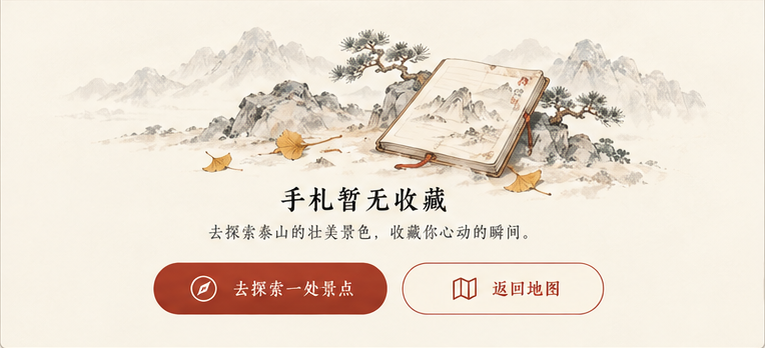 手札暂无收藏
去探索泰山的壮美景色，收藏你心动的瞬间。
去探索一处景点
返回地图